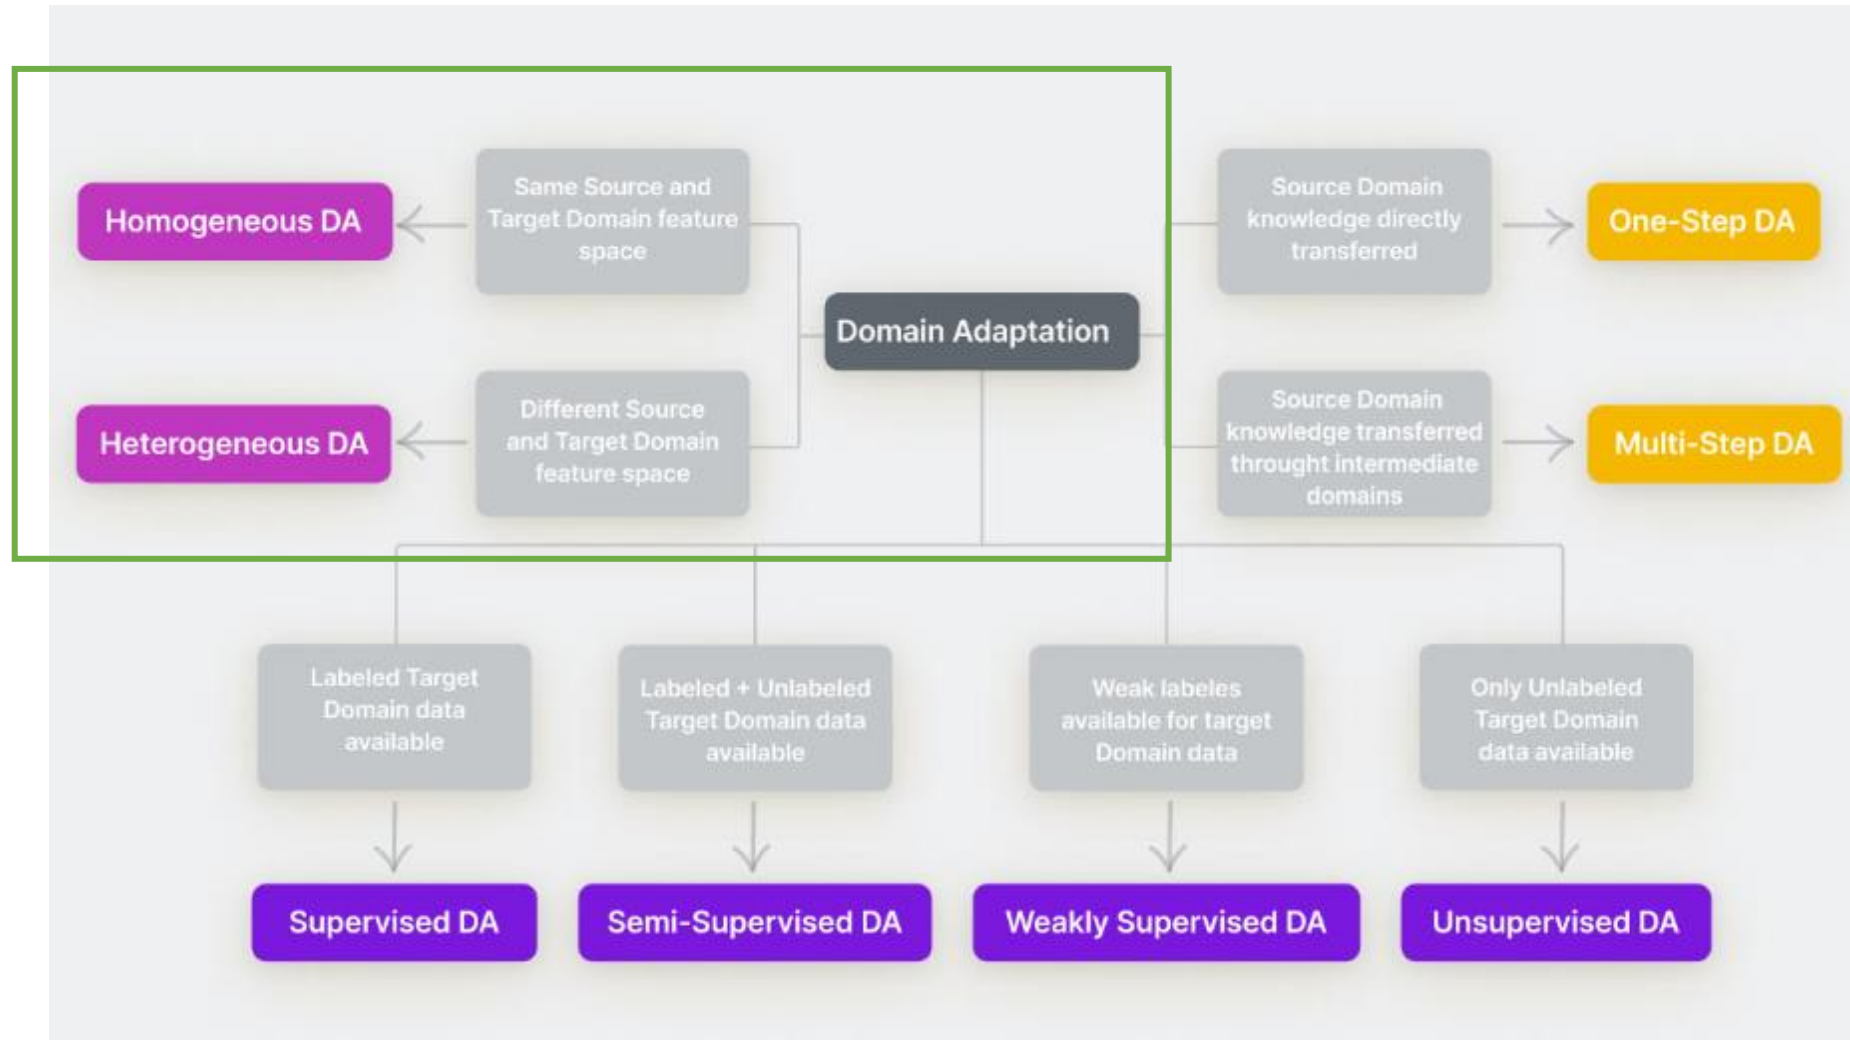 Homogeneous DA
Same Source and
Target Domain feature
space
Source Domain
knowledge directly
transferred
One-Step DA
Domain Adaptation
Heterogeneous DA
Different Source
and Target Domain
feature space
Source Domain
knowledge transferred
throught intermediate
domains
Multi-Step DA
Labeled Target
Domain data
available
Labeled + Unlabeled
Target Domain data
available
Weak labeles
available for target
Domain data
Only Unlabeled
Target Domain
data available
Supervised DA
Semi-Supervised DA
Weakly Supervised DA
Unsupervised DA